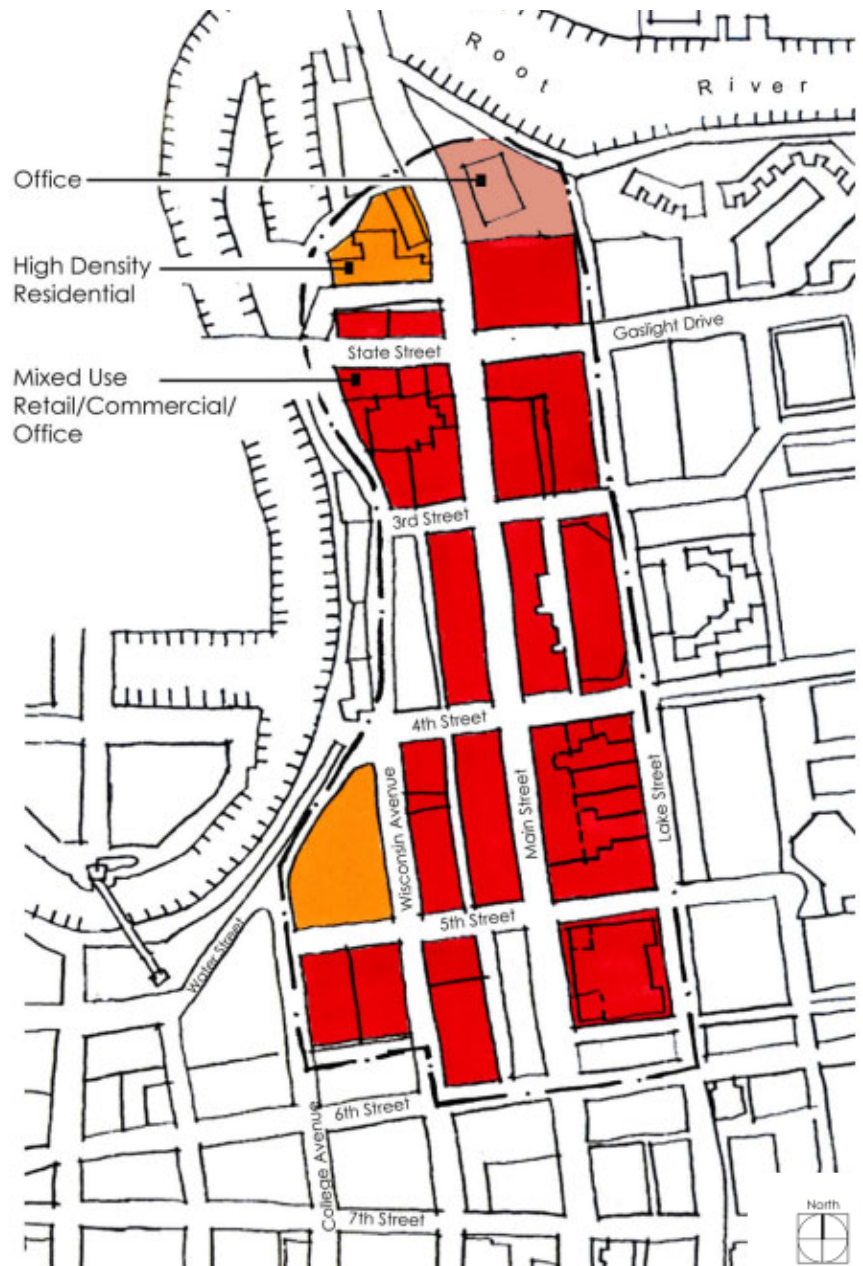 Root
River
Office
High Density
Residential
Gaslight Drive
State Street
Mixed Use
Retail/Commercial/
Office
3rd Street
4th Street
Wisconsin Avenue
Main Street
Lake Street
5th Street
Water Street
6th Street
College Avenue
7th Street
North